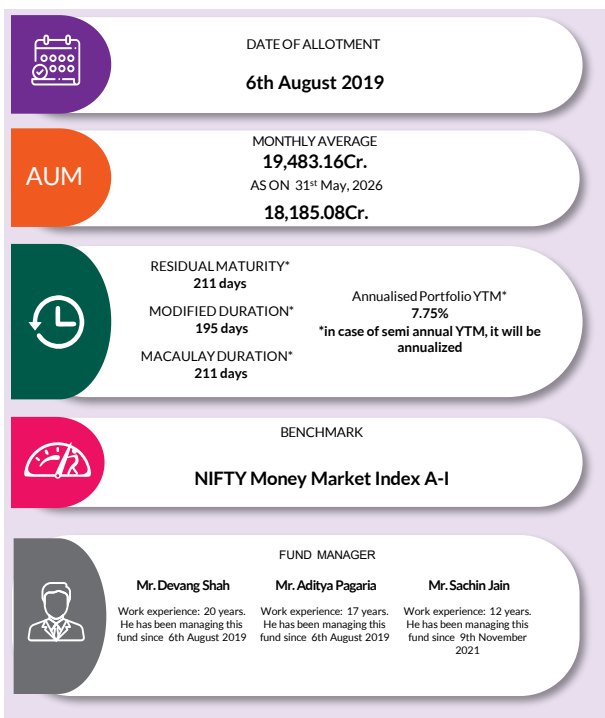 DATE OF ALLOTMENT
6th August 2019
AUM
MONTHLY AVERAGE
19,483.16Cr.
AS ON 31st May, 2026
18,185.08Cr.
RESIDUAL MATURITY*
211 days
MODIFIED DURATION*
195 days
MACAULAY DURATION*
211 days
Annualised Portfolio YTM*
7.75%
*in case of semi annual YTM, it will be
annualized
BENCHMARK
NIFTY Money Market Index A-I
FUND MANAGER
Mr. Devang Shah
Work experience: 20 years.
He has been managing this
fund since 6th August 2019
Mr. Aditya Pagaria
Work experience: 17 years.
He has been managing this
fund since 6th August 2019
Mr. Sachin Jain
Work experience: 12 years.
He has been managing this
fund since 9th November
2021